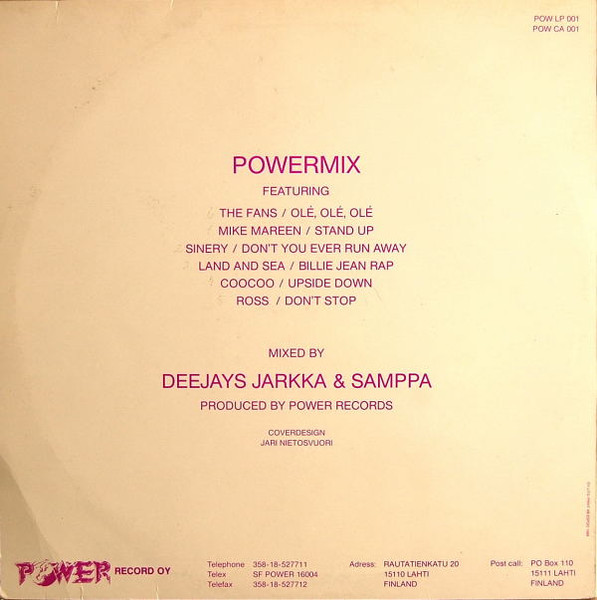 POW LP 001
POW CA 001
POWERMIX
FEATURING
THE FANS / OLÉ, OLÉ, OLÉ
MIKE MAREEN / STAND UP
SINERY / DON'T YOU EVER RUN AWAY
LAND AND SEA / BILLIE JEAN RAP
COOCOO / UPSIDE DOWN
ROSS / DON'T STOP
MIXED BY
DEEJAYS JARKKA & SAMPPA
PRODUCED BY POWER RECORDS
COVERDESIGN
JARI NIETOSVUORI
POWER RECORD OY
Telephone 358-18-527711
Telex SF POWER 16004
Telefax 358-18-527712
Adress: RAUTATIENKATU 20
15110 LAHTI
FINLAND
Post call: PO Box 110
15111 LAHTI
FINLAND